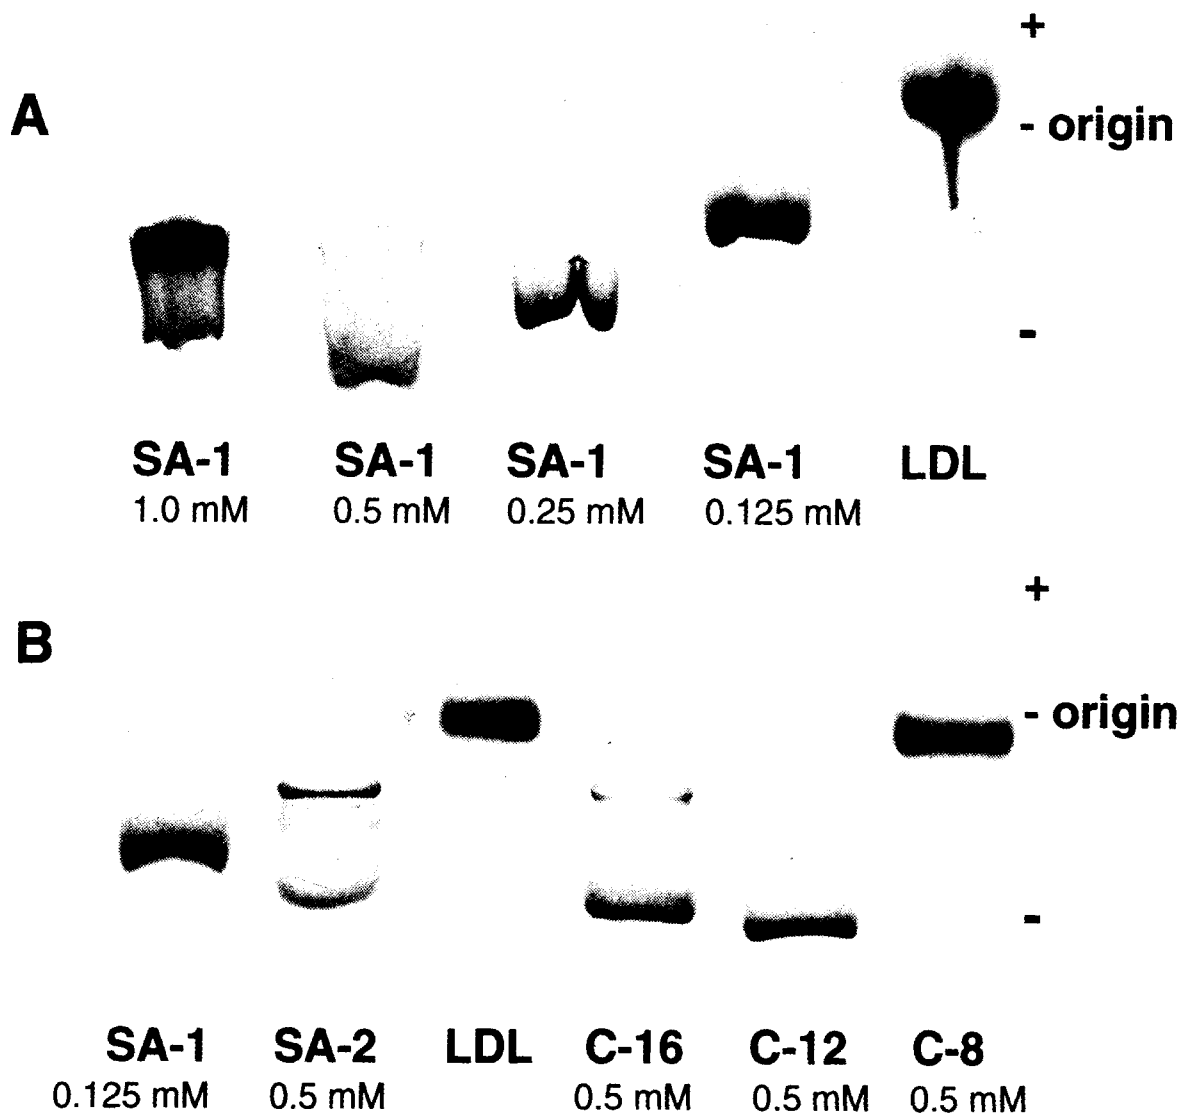 +
A
- origin
-
SA-1 SA-1 SA-1 SA-1 LDL
1.0 mM 0.5 mM 0.25 mM 0.125 mM
+
B
- origin
-
SA-1 SA-2 LDL C-16 C-12 C-8
0.125 mM 0.5 mM 0.5 mM 0.5 mM 0.5 mM